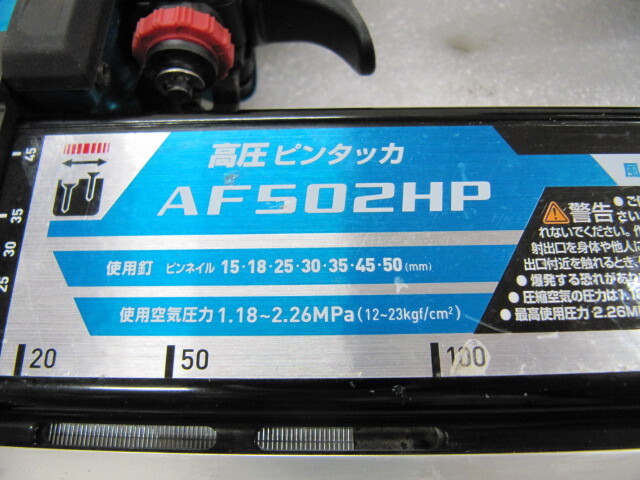 高圧 ピンタッカ
AF502HP
使用釘 ピンネイル 15・18・25・30・35・45・50(mm)
使用空気圧力 1.18~2.26MPa(12~23kgf/cm²)
警告
れないでください。
射出口を身体や他人に
出口付近を触れるとき、
● 爆発する恐れがあ
● 圧縮空気の圧力は1.18
● 最高使用圧力 2.26M
20
50
100
45
35
30
25